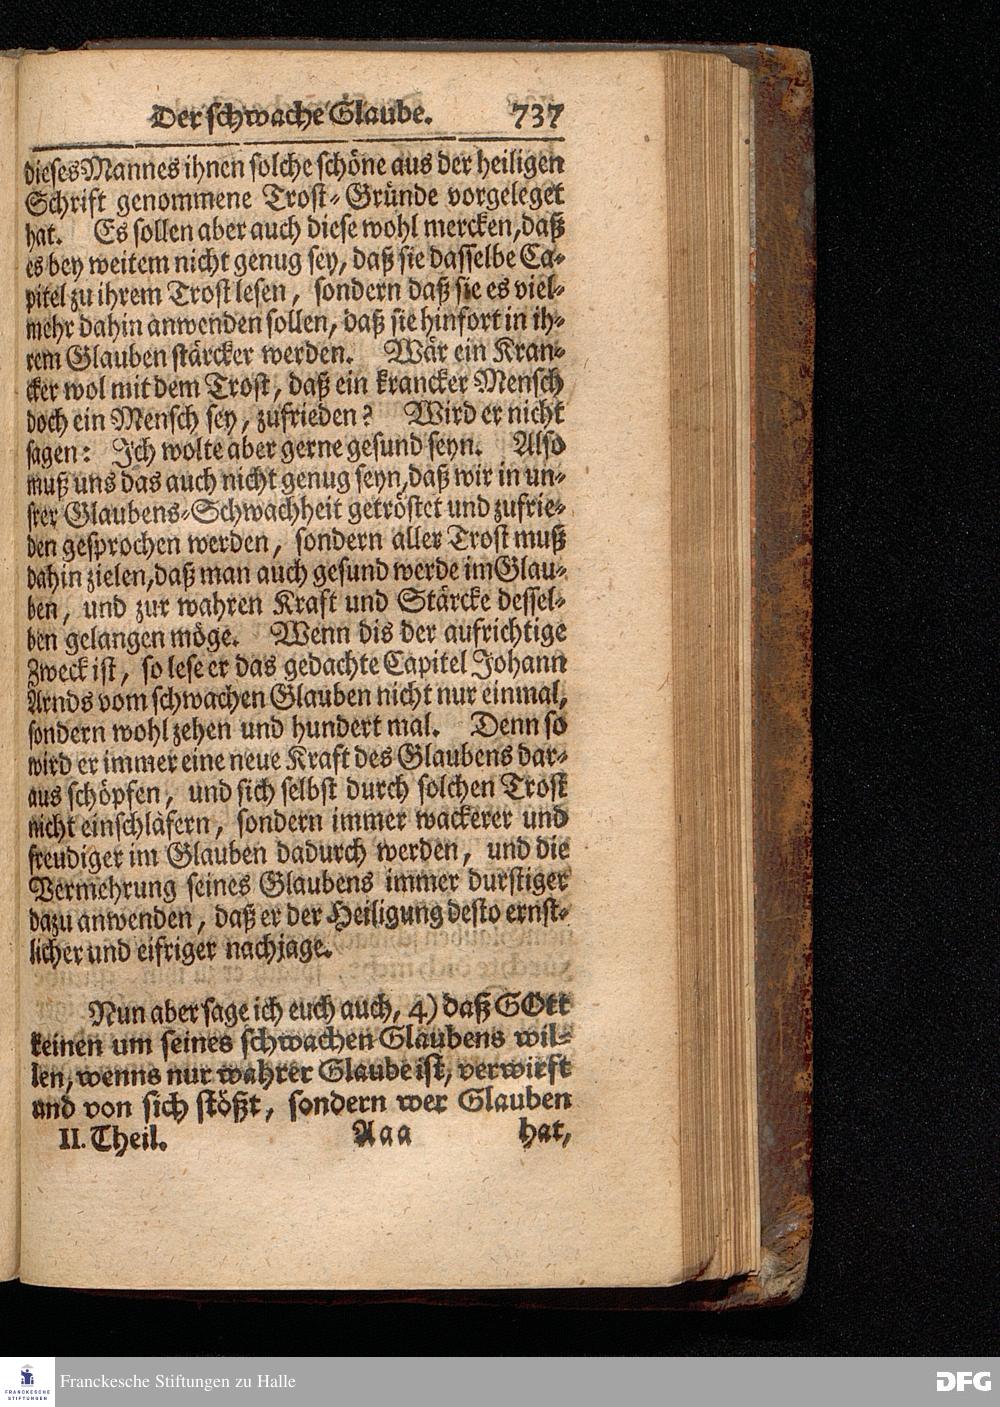 Der schwache Glaube. 737
dieses Mannes ihnen solche schöne aus der heiligen
Schrift genommene Trost-Gründe vorgeleget
hat. Es sollen aber auch diese wohl mercken, daß
es bey weitem nicht genug sey, daß sie dasselbe Ca-
pitel zu ihrem Trost lesen, sondern daß sie es viel-
mehr dahin anwenden sollen, daß sie hinfort in ih-
rem Glauben stärcker werden. Wär ein Kran-
cker wol mit dem Trost, daß ein krancker Mensch
doch ein Mensch sey, zufrieden? Wird er nicht
sagen: Ich wolte aber gerne gesund seyn. Also
muß uns das auch nicht genug seyn, daß wir in un-
srer Glaubens-Schwachheit getröstet und zufrie-
den gesprochen werden, sondern aller Trost muß
dahin zielen, daß man auch gesund werde im Glau-
ben, und zur wahren Kraft und Stärcke dessel-
ben gelangen möge. Wenn dis der aufrichtige
Zweck ist, so lese er das gedachte Capitel Johann
Arnds vom schwachen Glauben nicht nur einmal,
sondern wohl zehen und hundert mal. Denn so
wird er immer eine neue Kraft des Glaubens dar-
aus schöpfen, und sich selbst durch solchen Trost
nicht einschläfern, sondern immer wackerer und
freudiger im Glauben dadurch werden, und die
Vermehrung seines Glaubens immer durstiger
dazu anwenden, daß er der Heiligung desto ernst-
licher und eifriger nachjage.
Nun aber sage ich euch auch, 4) daß GOtt
keinen um seines schwachen Glaubens wil-
len, wenns nur wahrer Glaube ist, verwirft
und von sich stößt, sondern wer Glauben
II. Theil. Aaa hat,
FRANCKESCHE
STIFTUNGEN
Franckesche Stiftungen zu Halle
DFG